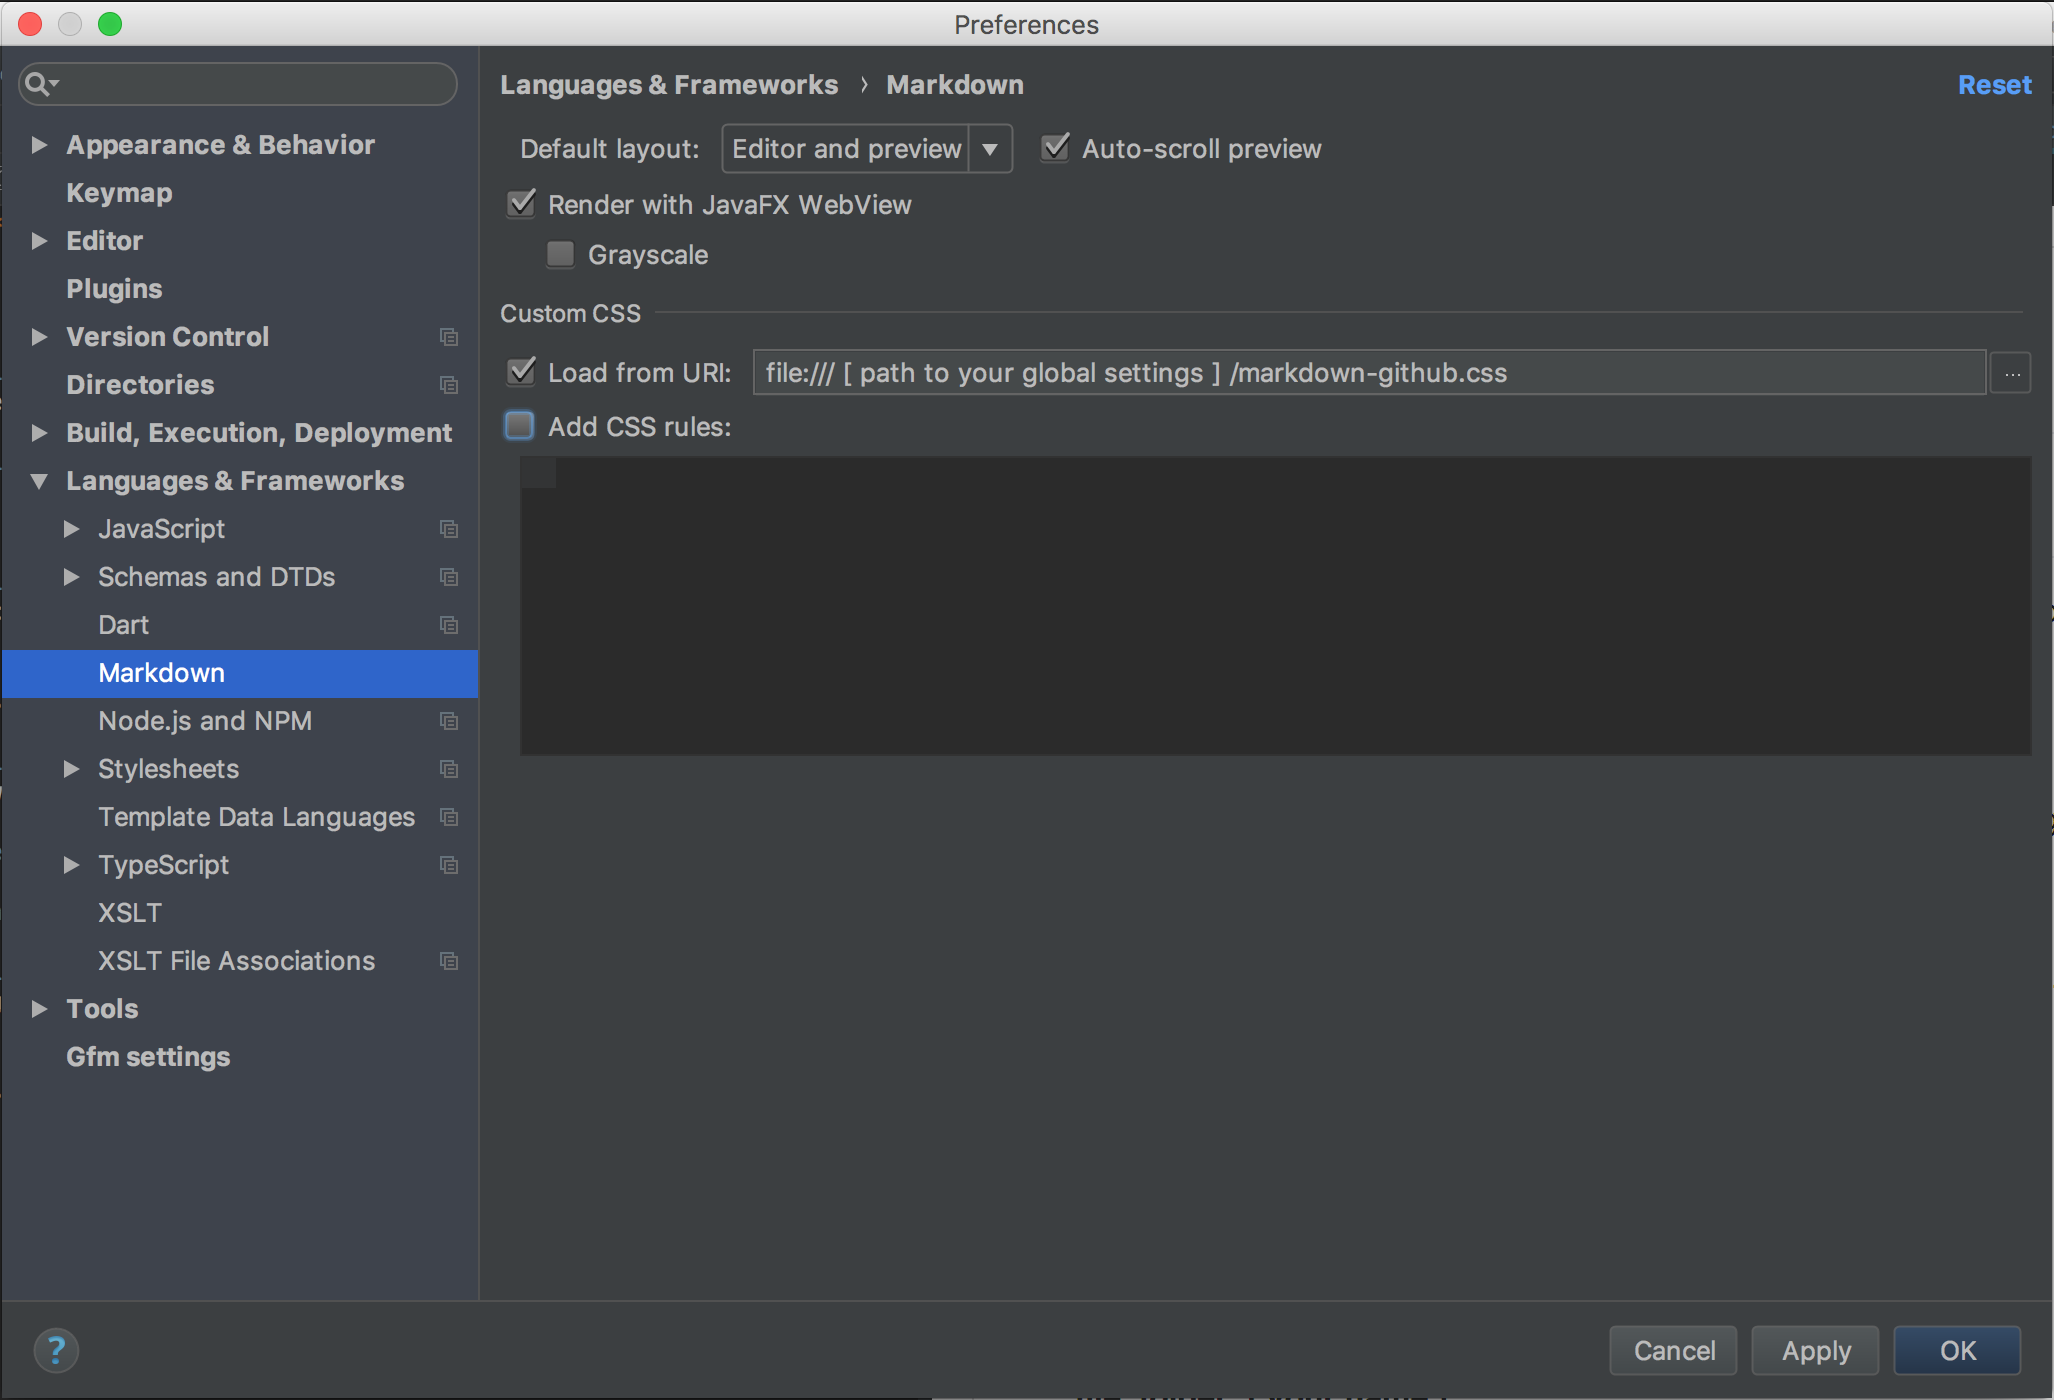 Preferences
Appearance & Behavior
Keymap
Editor
Plugins
Version Control
Directories
Build, Execution, Deployment
Languages & Frameworks
JavaScript
Schemas and DTDs
Dart
Markdown
Node.js and NPM
Stylesheets
Template Data Languages
TypeScript
XSLT
XSLT File Associations
Tools
Gfm settings
Languages & Frameworks › Markdown
Reset
Default layout: Editor and preview Auto-scroll preview
Render with JavaFX WebView
Grayscale
Custom CSS
Load from URI: file:/// [ path to your global settings ] /markdown-github.css ...
Add CSS rules:
? Cancel Apply OK